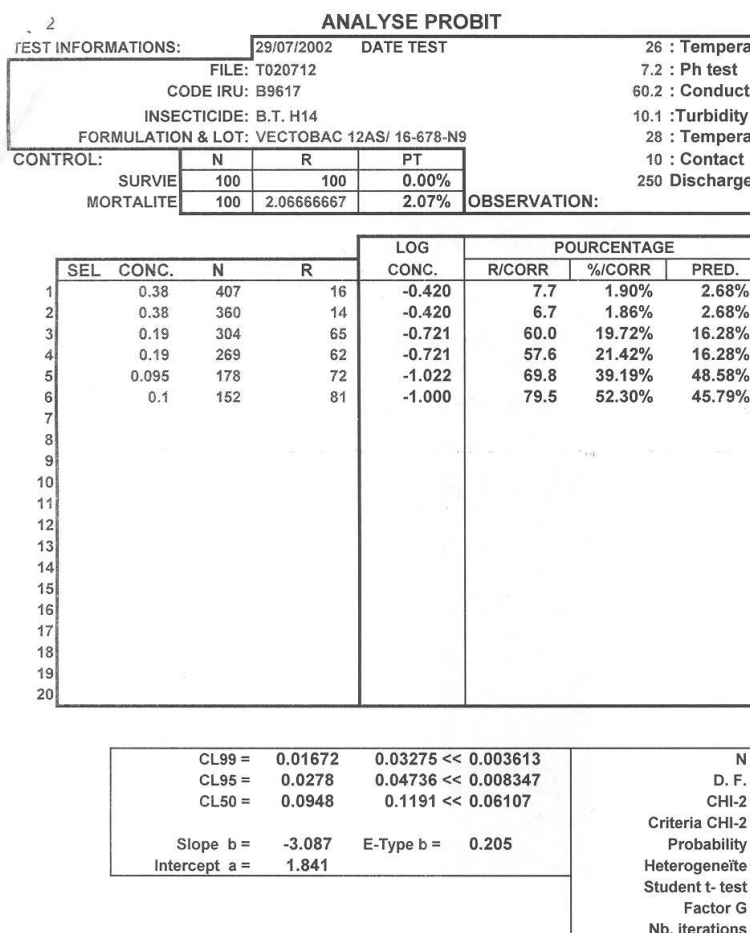 2 ANALYSE PROBIT
TEST INFORMATIONS: 29/07/2002 DATE TEST 26 : Tempera
FILE: T020712 7.2 : Ph test
CODE IRU: B9617 60.2 : Conduct
INSECTICIDE: B.T. H14 10.1 :Turbidity
FORMULATION & LOT: VECTOBAC 12AS/ 16-678-N9 28 : Tempera
CONTROL: N R PT 10 : Contact
SURVIE 100 100 0.00% 250 Discharge
MORTALITE 100 2.06666667 2.07% OBSERVATION:
LOG POURCENTAGE
SEL CONC. N R CONC. R/CORR %/CORR PRED.
1 0.38 407 16 -0.420 7.7 1.90% 2.68%
2 0.38 360 14 -0.420 6.7 1.86% 2.68%
3 0.19 304 65 -0.721 60.0 19.72% 16.28%
4 0.19 269 62 -0.721 57.6 21.42% 16.28%
5 0.095 178 72 -1.022 69.8 39.19% 48.58%
6 0.1 152 81 -1.000 79.5 52.30% 45.79%
7
8
9
10
11
12
13
14
15
16
17
18
19
20
CL99 = 0.01672 0.03275 << 0.003613 N
CL95 = 0.0278 0.04736 << 0.008347 D. F.
CL50 = 0.0948 0.1191 << 0.06107 CHI-2
Criteria CHI-2
Slope b = -3.087 E-Type b = 0.205 Probability
Intercept a = 1.841 Heterogeneïte
Student t- test
Factor G
Nb. iterations